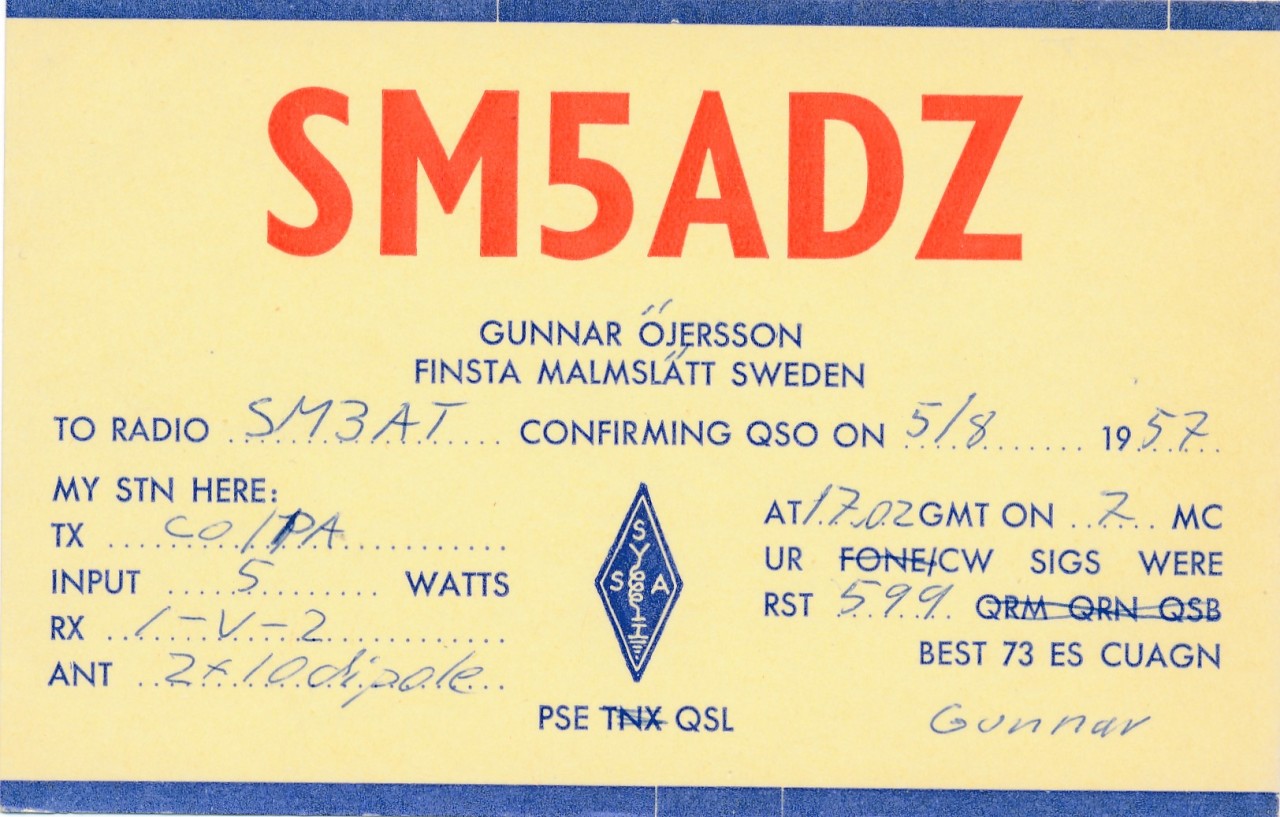 SM5ADZ
GUNNAR ÖJERSSON
FINSTA MALMSLÄTT SWEDEN
TO RADIO SM3AT CONFIRMING QSO ON 5/8 1957
MY STN HERE:
TX CO/PA
INPUT 5 WATTS
RX 1-V-2
ANT 2x10 dipole
AT 17.02 GMT ON 7 MC
UR FONE/CW SIGS WERE
RST 599 QRM QRN QSB
BEST 73 ES CUAGN
SSA
PSE TNX QSL
Gunnar